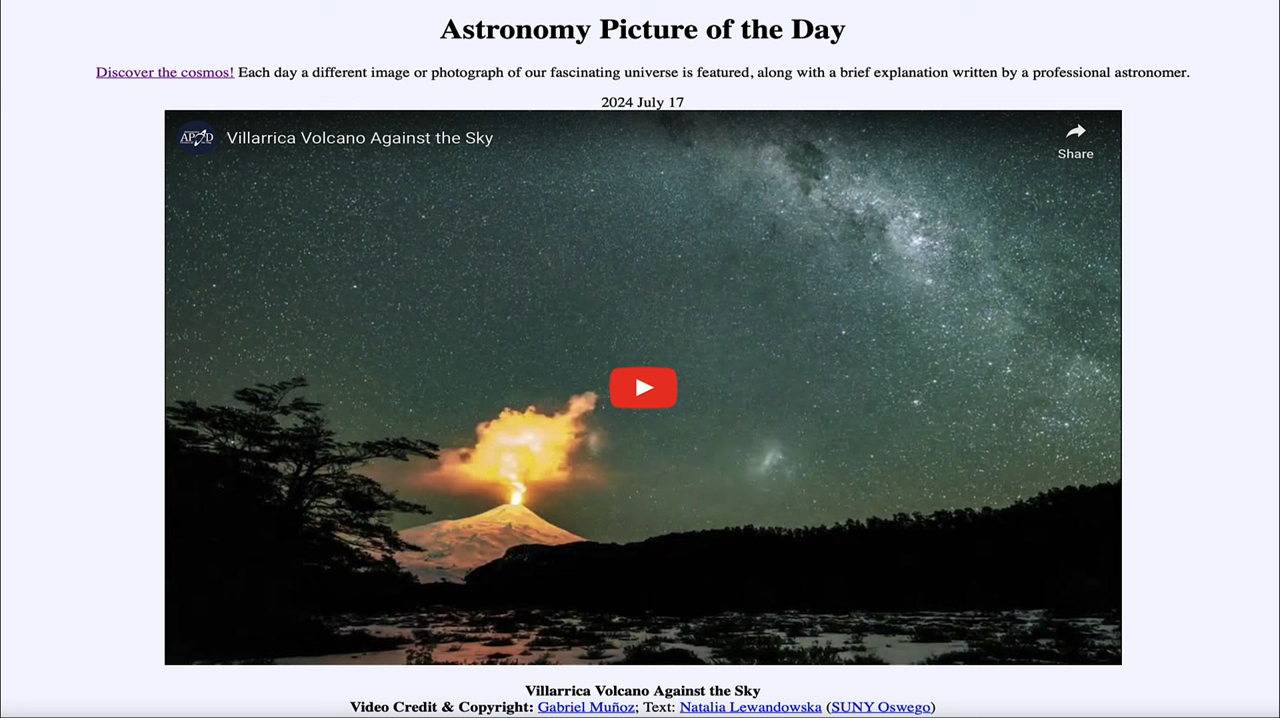 Astronomy Picture of the Day
Discover the cosmos! Each day a different image or photograph of our fascinating universe is featured, along with a brief explanation written by a professional astronomer.
2024 July 17
APOD Villarrica Volcano Against the Sky
Share
Villarrica Volcano Against the Sky
Video Credit & Copyright: Gabriel Muñoz; Text: Natalia Lewandowska (SUNY Oswego)